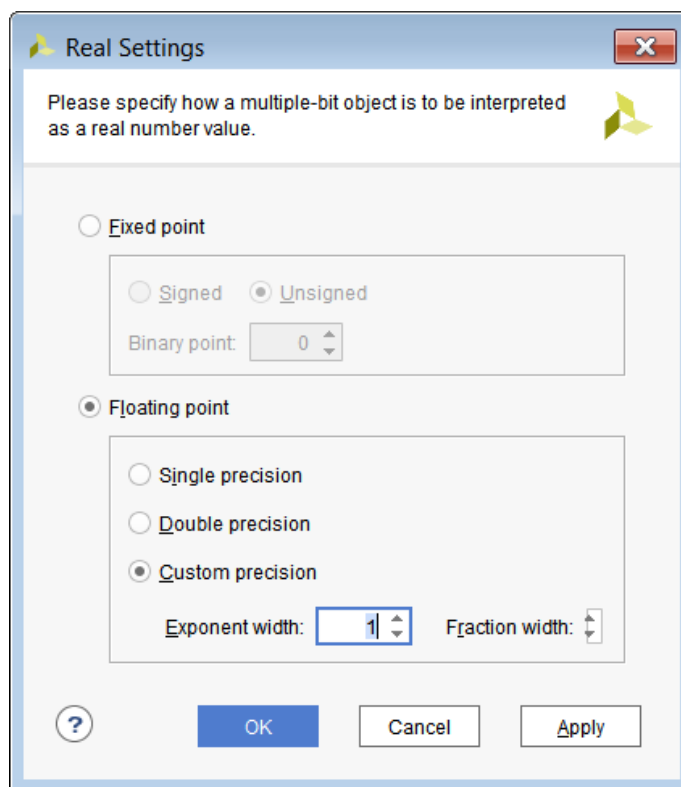 Real Settings
Please specify how a multiple-bit object is to be interpreted
as a real number value.
Fixed point
Signed Unsigned
Binary point: 0
Floating point
Single precision
Double precision
Custom precision
Exponent width: 1 Fraction width:
? OK Cancel Apply